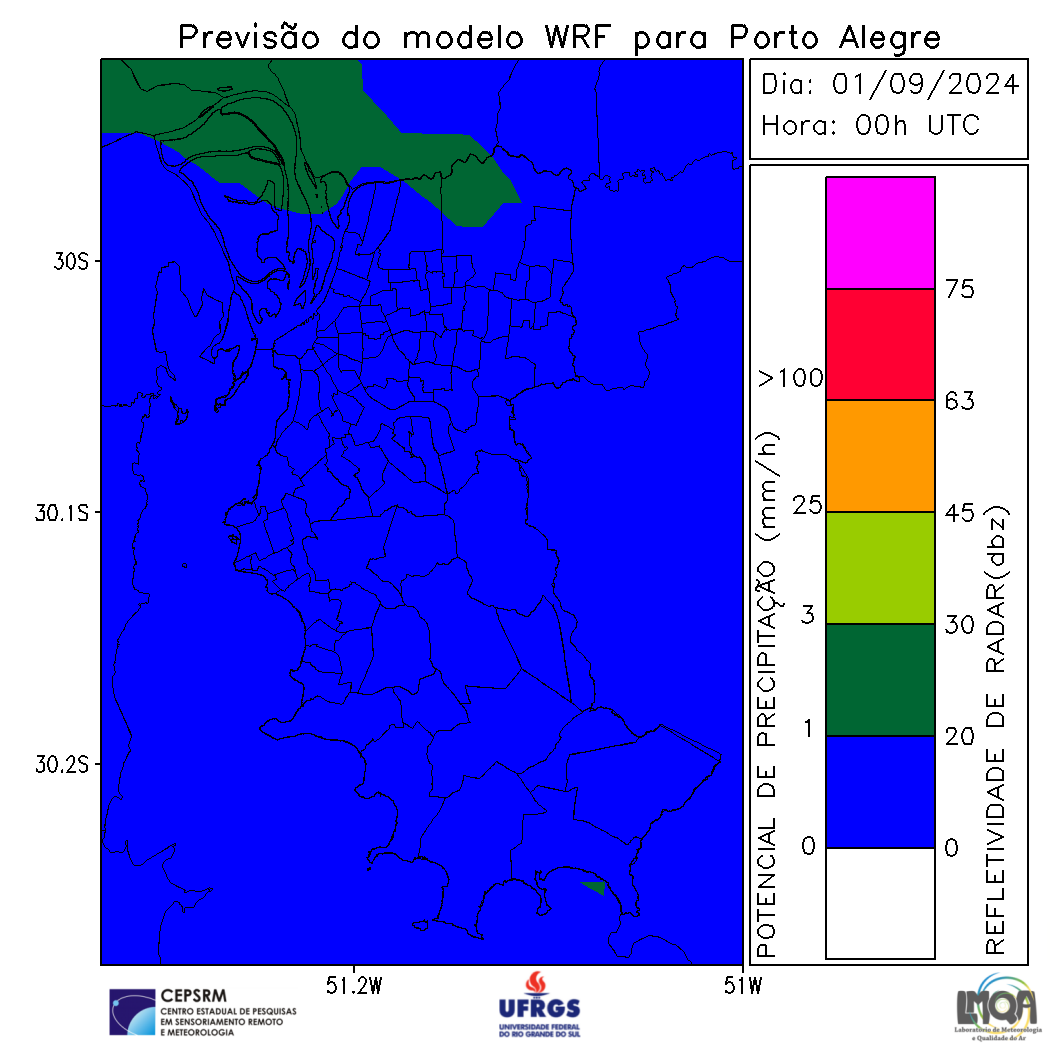 Previsão do modelo WRF para Porto Alegre
Dia: 01/09/2024
Hora: 00h UTC
30S
30.1S
30.2S
51.2W
51W
POTENCIAL DE PRECIPITAÇÃO (mm/h)
>100
25
3
1
0
75
63
45
30
20
0
REFLETIVIDADE DE RADAR(dbz)
CEPSRM
CENTRO ESTADUAL DE PESQUISAS
EM SENSORIAMENTO REMOTO
E METEOROLOGIA
UFRGS
UNIVERSIDADE FEDERAL
DO RIO GRANDE DO SUL
LMQA
Laboratório de Meteorologia
e Qualidade do Ar